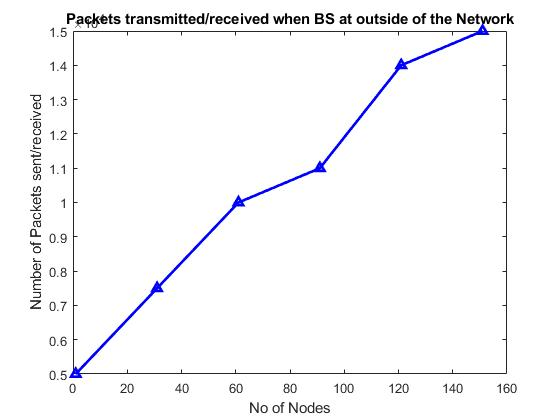 Packets transmitted/received when BS at outside of the Network
1.5
1.4
1.3
1.2
1.1
1
0.9
0.8
0.7
0.6
0.5
Number of Packets sent/received
0 20 40 60 80 100 120 140 160
No of Nodes